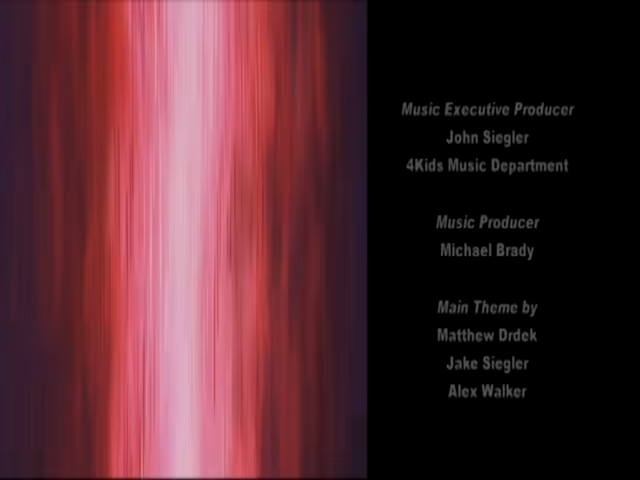 Music Executive Producer
John Siegler
4Kids Music Department
Music Producer
Michael Brady
Main Theme by
Matthew Drdek
Jake Siegler
Alex Walker